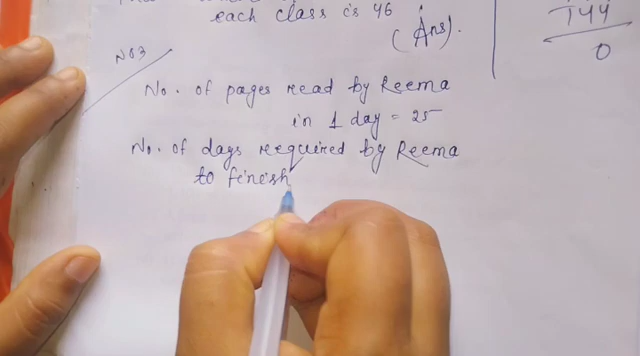 each class is 46
(Ans).
144
0
No3
No. of pages read by Reema
in 1 day = 25
No. of days required by Reema
to finish